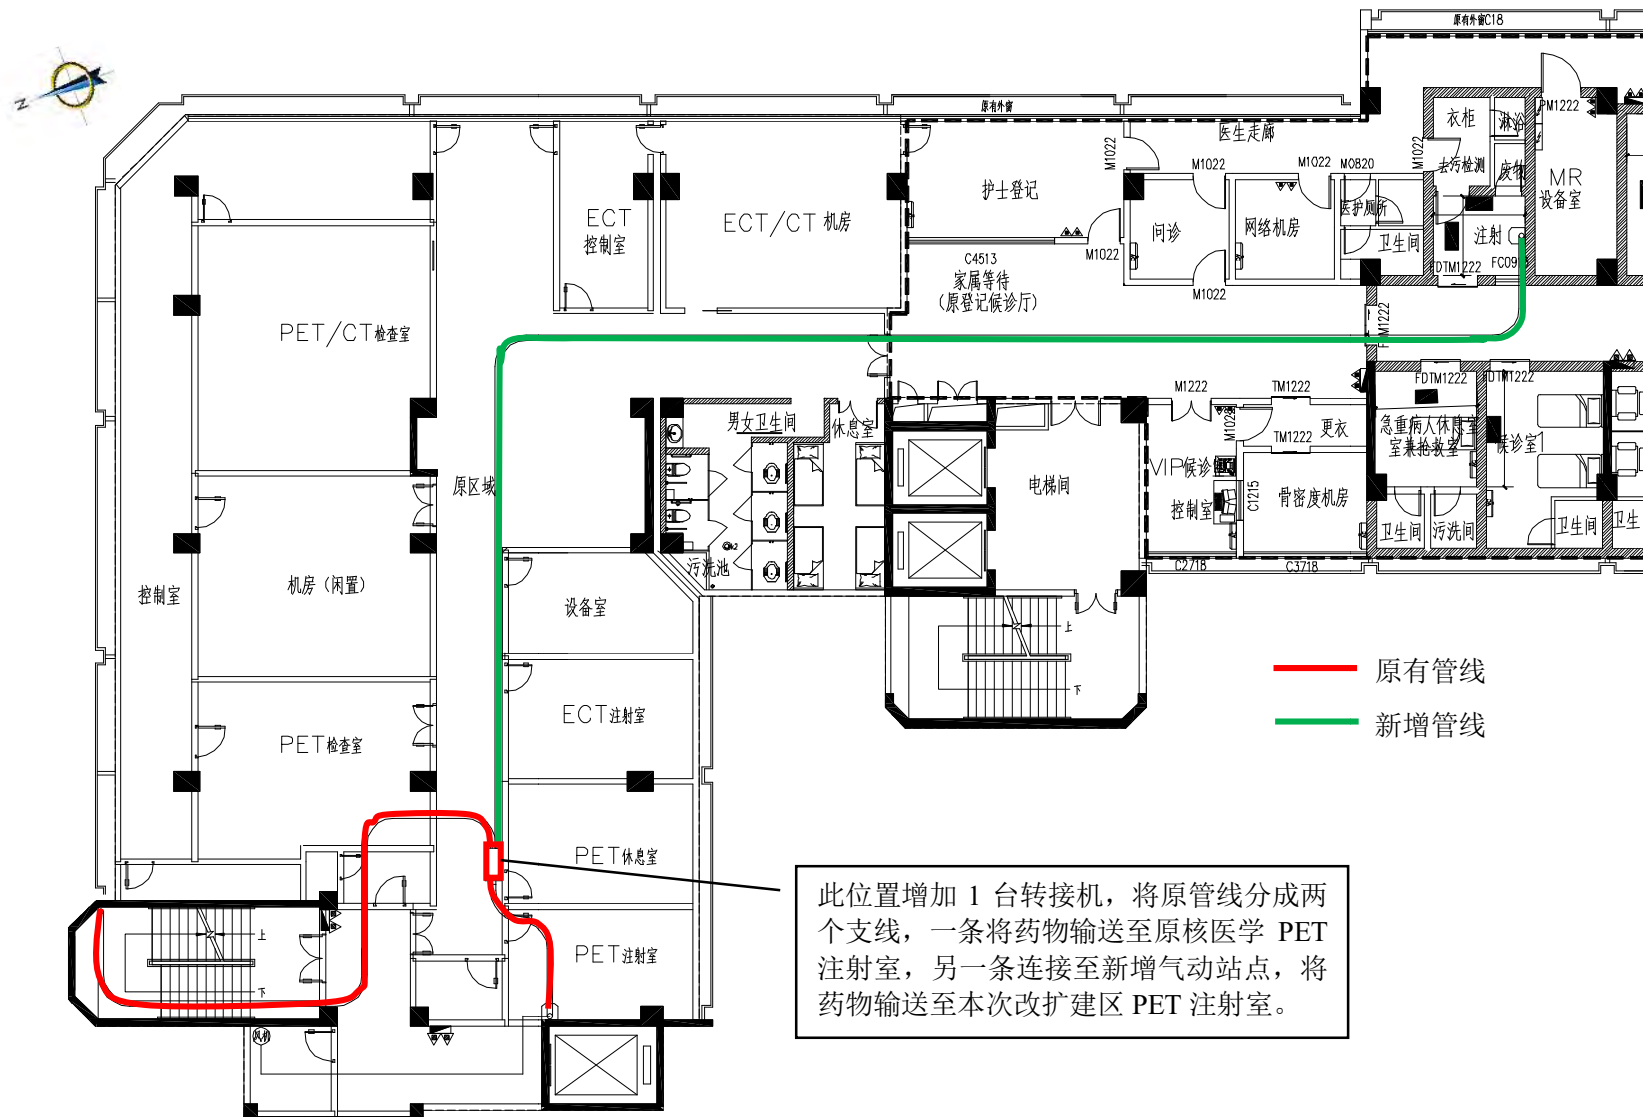 原有外窗C18
N
原有外窗
医生走廊
PM1222
衣柜
淋浴
M1022
M1022
M1022
M0820
M1022
去污检测
废物
MR
设备室
护士登记
ECT
控制室
ECT/CT 机房
问诊
网络机房
医护厕所
卫生间
注射
M1022
C4513
家属等待
(原登记候诊厅)
M1022
FDTM1222
PET/CT检查室
M1222
TM1222
FDTM1222
FDTM1222
男女卫生间
休息室
更衣
TM1222
急重病人休息室
室兼抢救室
候诊室1
原区域
电梯间
VIP候诊
控制室
C1215
骨密度机房
卫生间
污洗间
卫生间
卫生
污洗池
C2718
C3718
控制室
机房（闲置）
设备室
上
下
原有管线
ECT注射室
新增管线
PET检查室
PET休息室
此位置增加 1 台转接机，将原管线分成两
个支线，一条将药物输送至原核医学 PET
注射室，另一条连接至新增气动站点，将
药物输送至本次改扩建区 PET 注射室。
上
下
PET注射室
风机